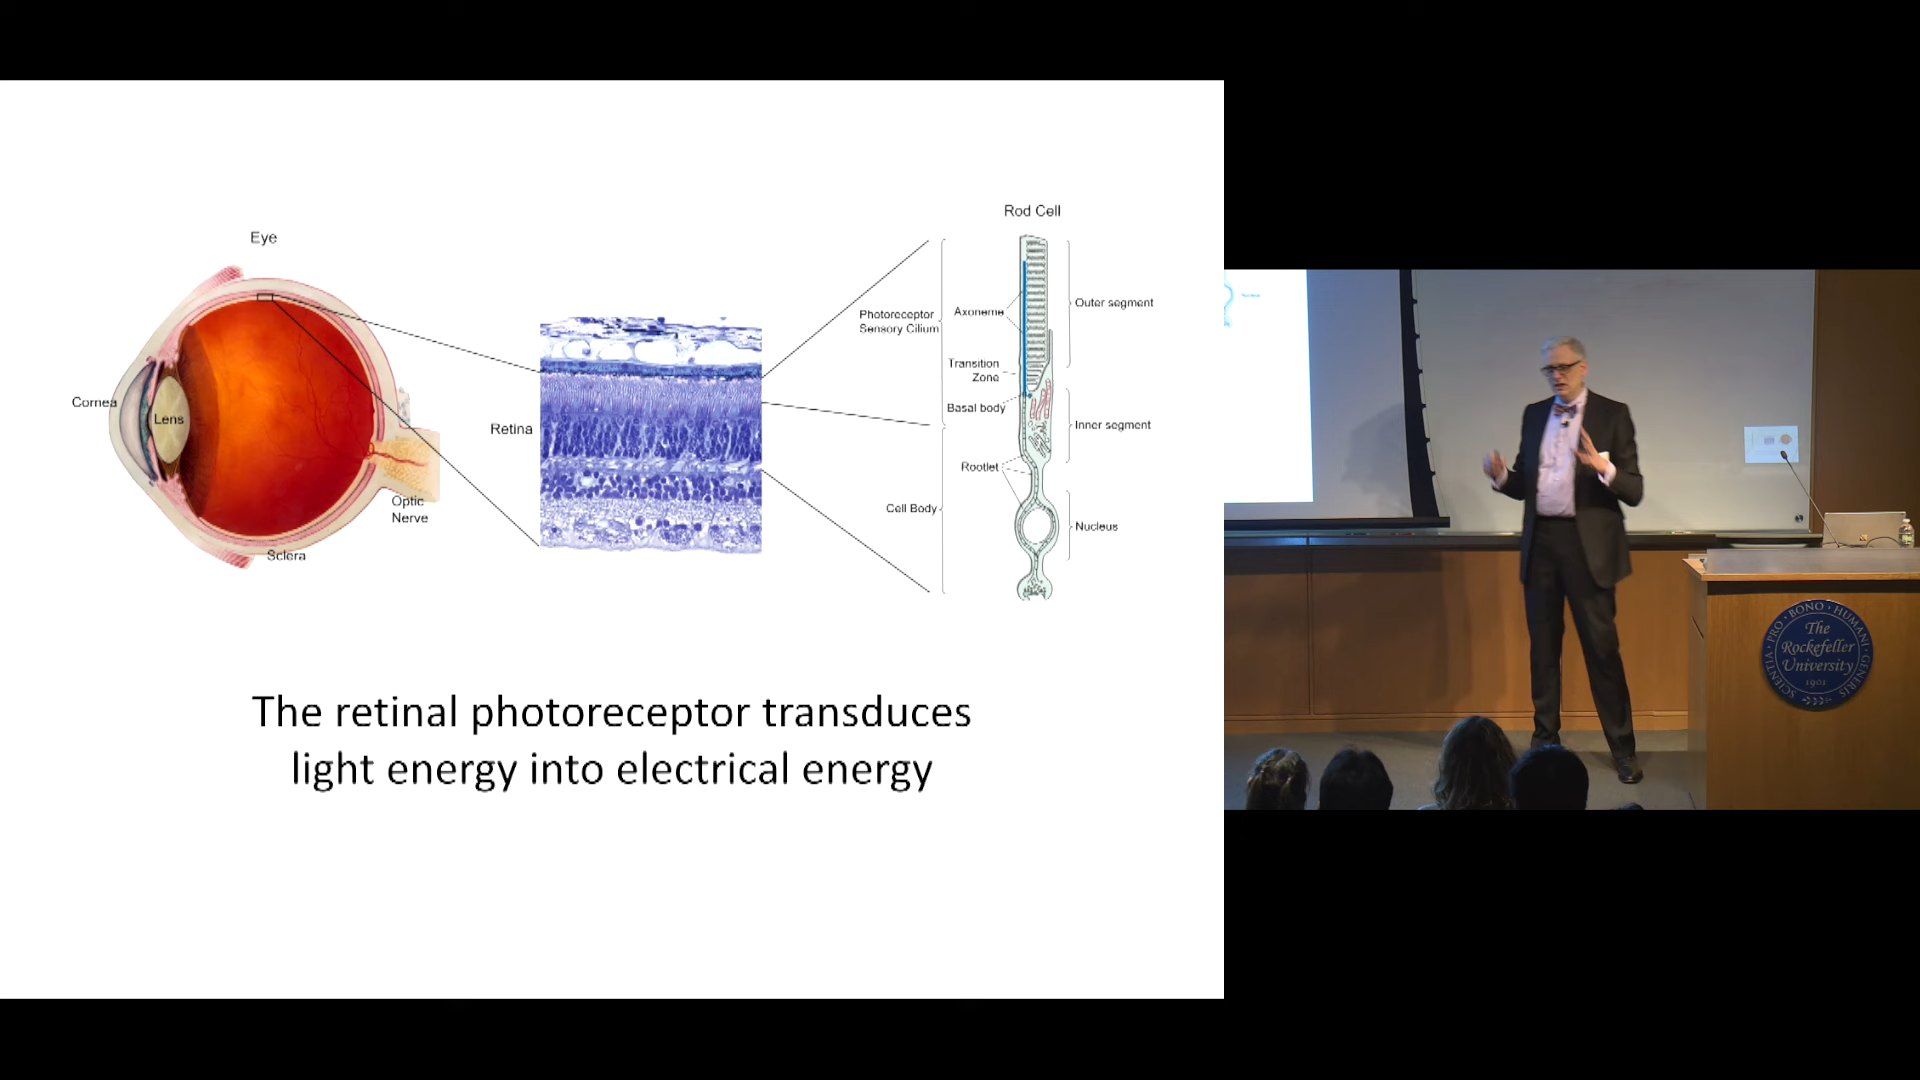 Eye
Cornea
Lens
Optic
Nerve
Sclera
Retina
Rod Cell
Photoreceptor
Sensory Cilium
Axoneme
Transition
Zone
Basal body
Rootlet
Cell Body
Outer segment
Inner segment
Nucleus
The retinal photoreceptor transduces
light energy into electrical energy
Nucleus
PRO · BONO · HUMANI · GENERIS · SCIENTIA
The
Rockefeller
University
1901